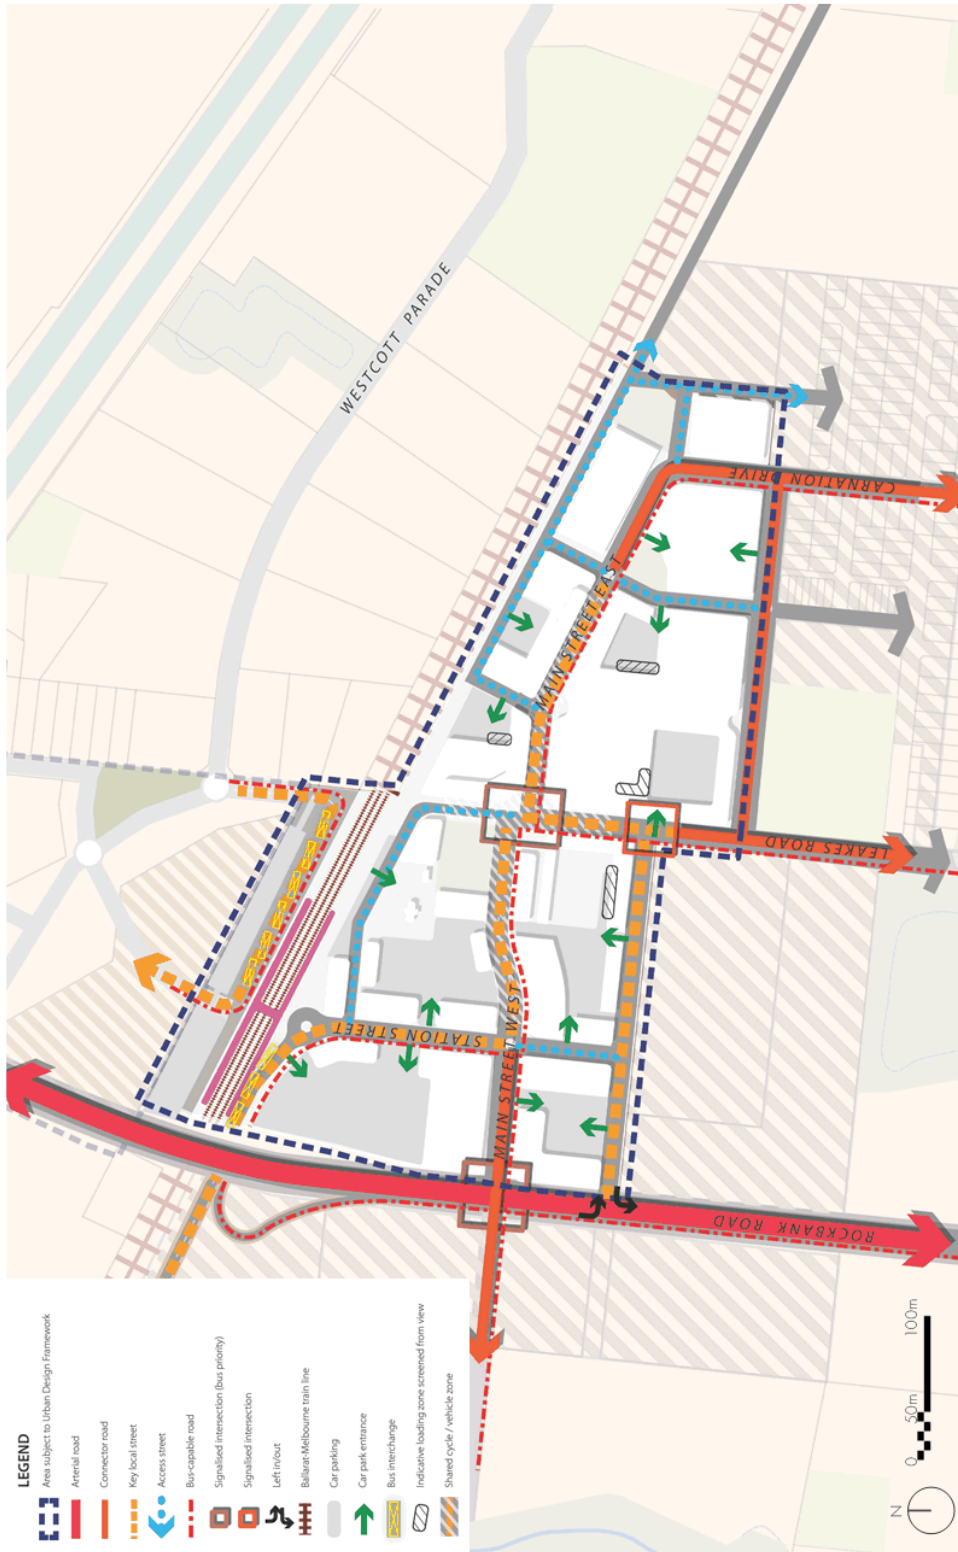 LEGEND
Area subject to Urban Design Framework
Arterial road
Connector road
Key local street
Access street
Bus-capable road
Signalised intersection (bus priority)
Signalised intersection
Left in/out
Ballarat-Melbourne train line
Car parking
Car park entrance
Bus interchange
Indicative loading zone screened from view
Shared cycle / vehicle zone
WESTCOTT PARADE
MAIN STREET EAST
CARNATION DRIVE
LEAKES ROAD
STATION STREET
MAIN STREET WEST
ROCKBANK ROAD
N
0 50m 100m